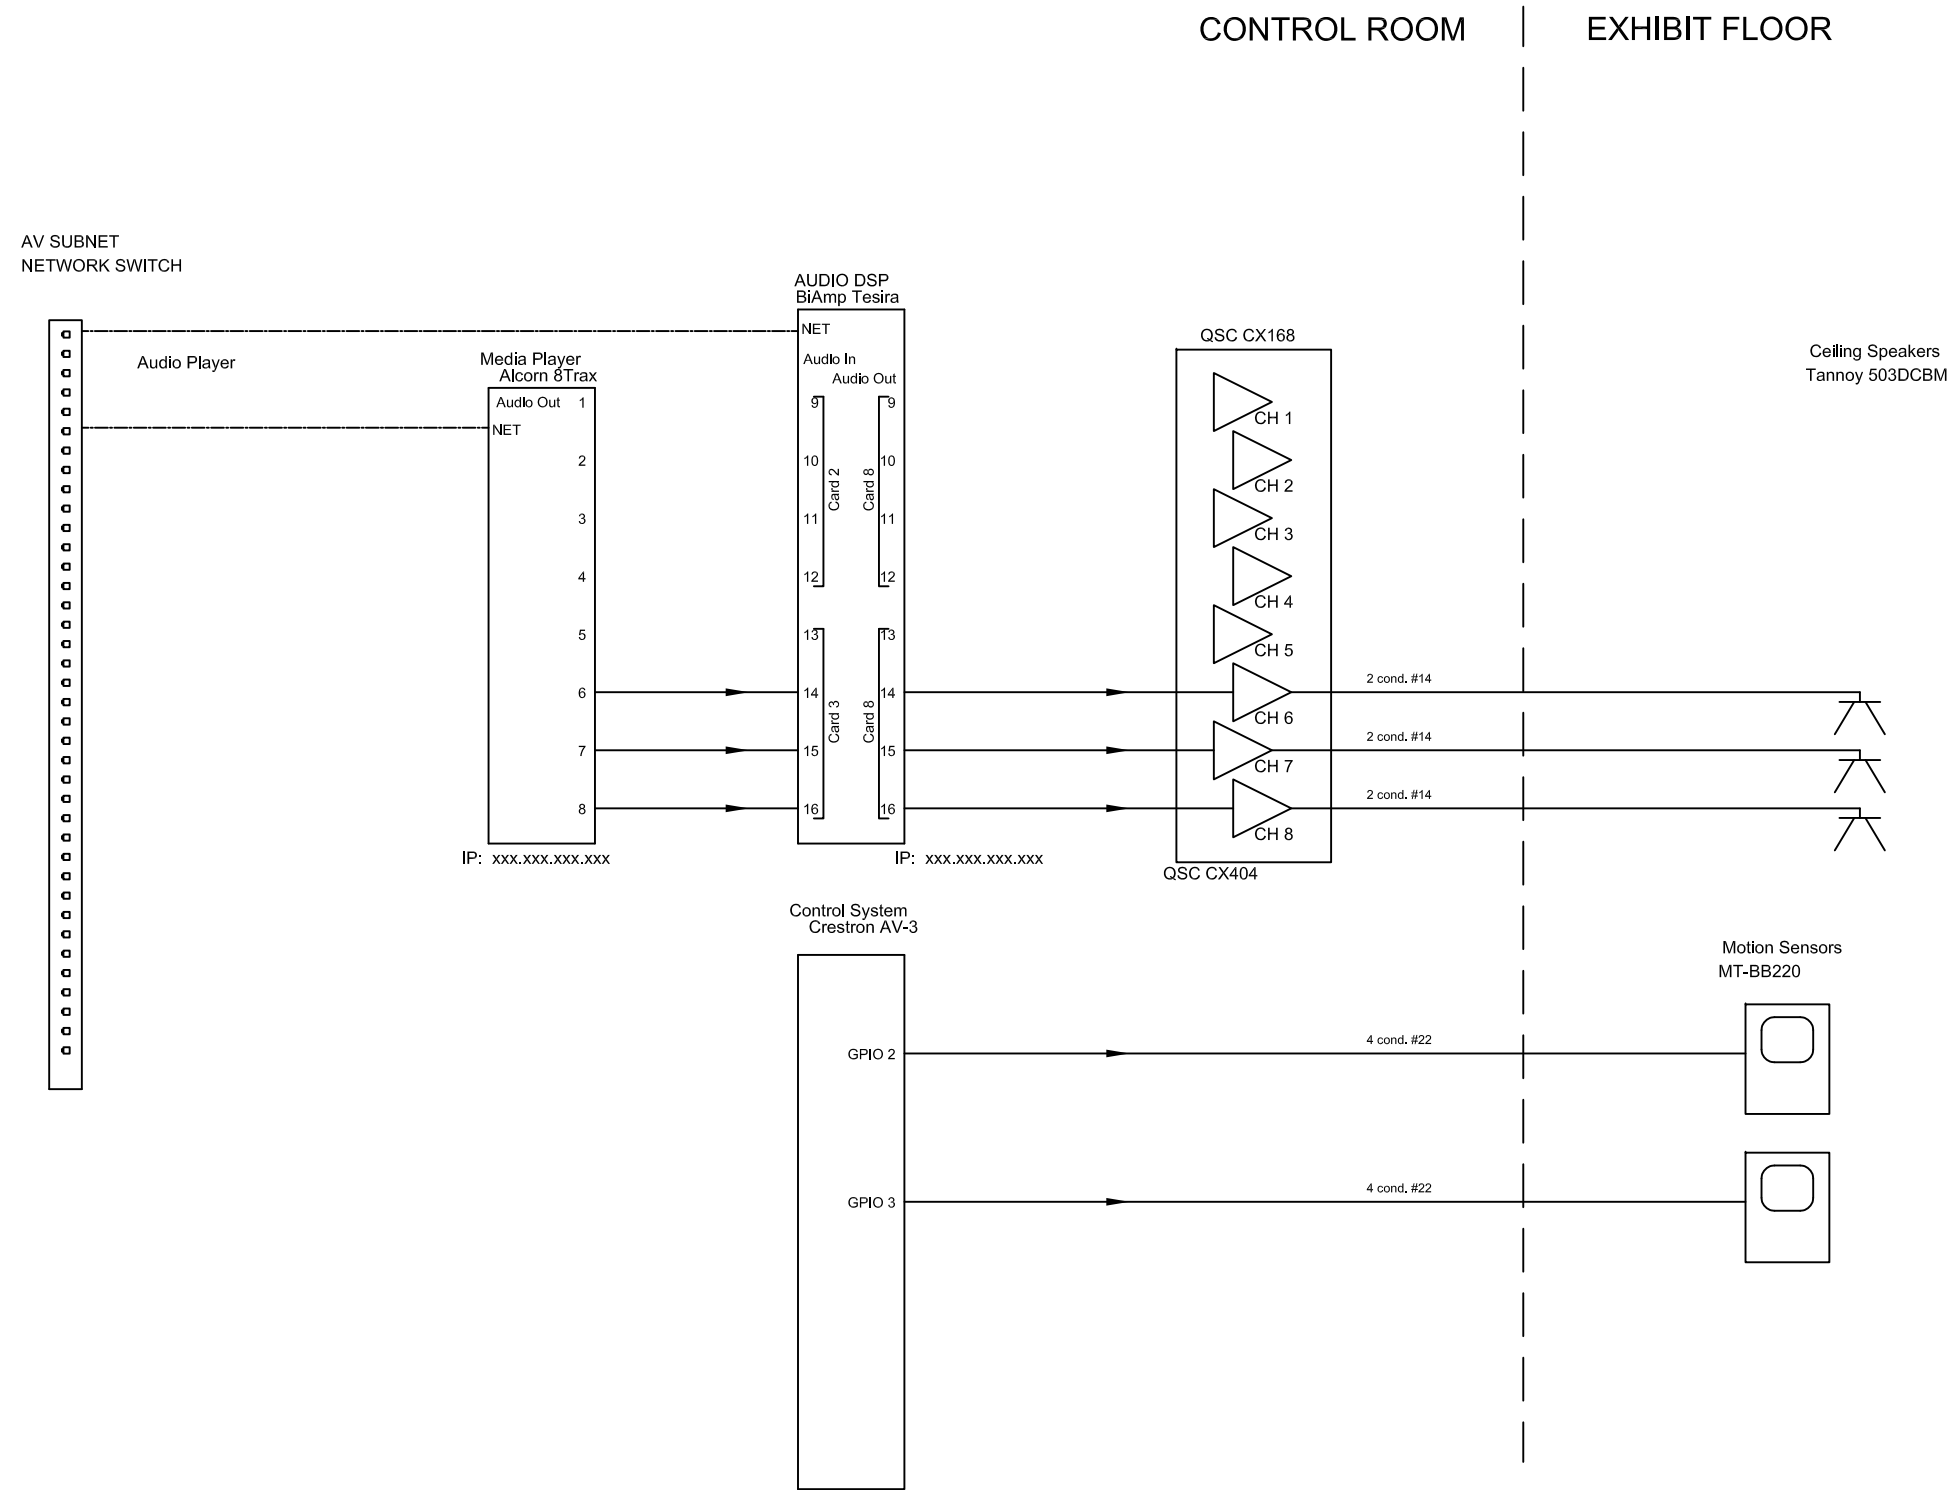 CONTROL ROOM
EXHIBIT FLOOR
AV SUBNET
NETWORK SWITCH
Audio Player
Media Player
Alcorn 8Trax
Audio Out 1
NET
2
3
4
5
6
7
8
IP: xxx.xxx.xxx.xxx
AUDIO DSP
BiAmp Tesira
NET
Audio In
Audio Out
9
10
11
12
Card 2
9
10
11
12
Card 8
13
14
15
16
Card 3
13
14
15
16
Card 8
IP: xxx.xxx.xxx.xxx
QSC CX168
CH 1
CH 2
CH 3
CH 4
CH 5
CH 6
CH 7
CH 8
QSC CX404
2 cond. #14
2 cond. #14
2 cond. #14
Ceiling Speakers
Tannoy 503DCBM
Control System
Crestron AV-3
GPIO 2
GPIO 3
4 cond. #22
4 cond. #22
Motion Sensors
MT-BB220